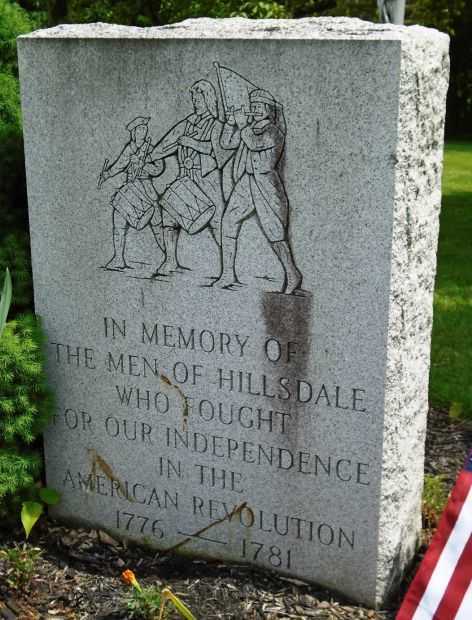 IN MEMORY OF
THE MEN OF HILLSDALE
WHO FOUGHT
FOR OUR INDEPENDENCE
IN THE
AMERICAN REVOLUTION
1776 — 1781